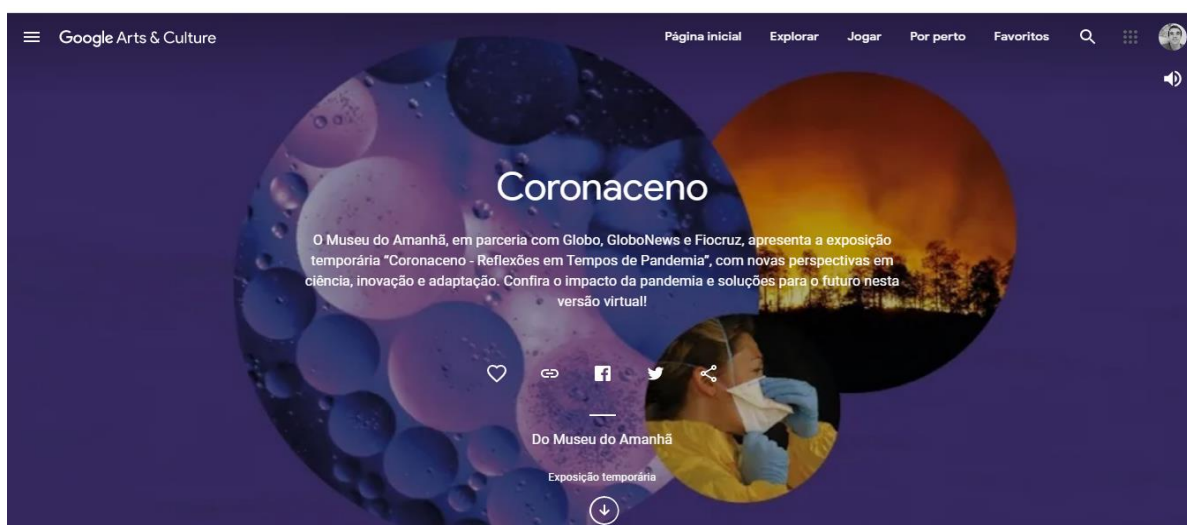 Google Arts & Culture
Página inicial Explorar Jogar Por perto Favoritos
Coronaceno
O Museu do Amanhã, em parceria com Globo, GloboNews e Fiocruz, apresenta a exposição
temporária “Coronaceno - Reflexões em Tempos de Pandemia”, com novas perspectivas em
ciência, inovação e adaptação. Confira o impacto da pandemia e soluções para o futuro nesta
versão virtual!
Do Museu do Amanhã
Exposição temporária